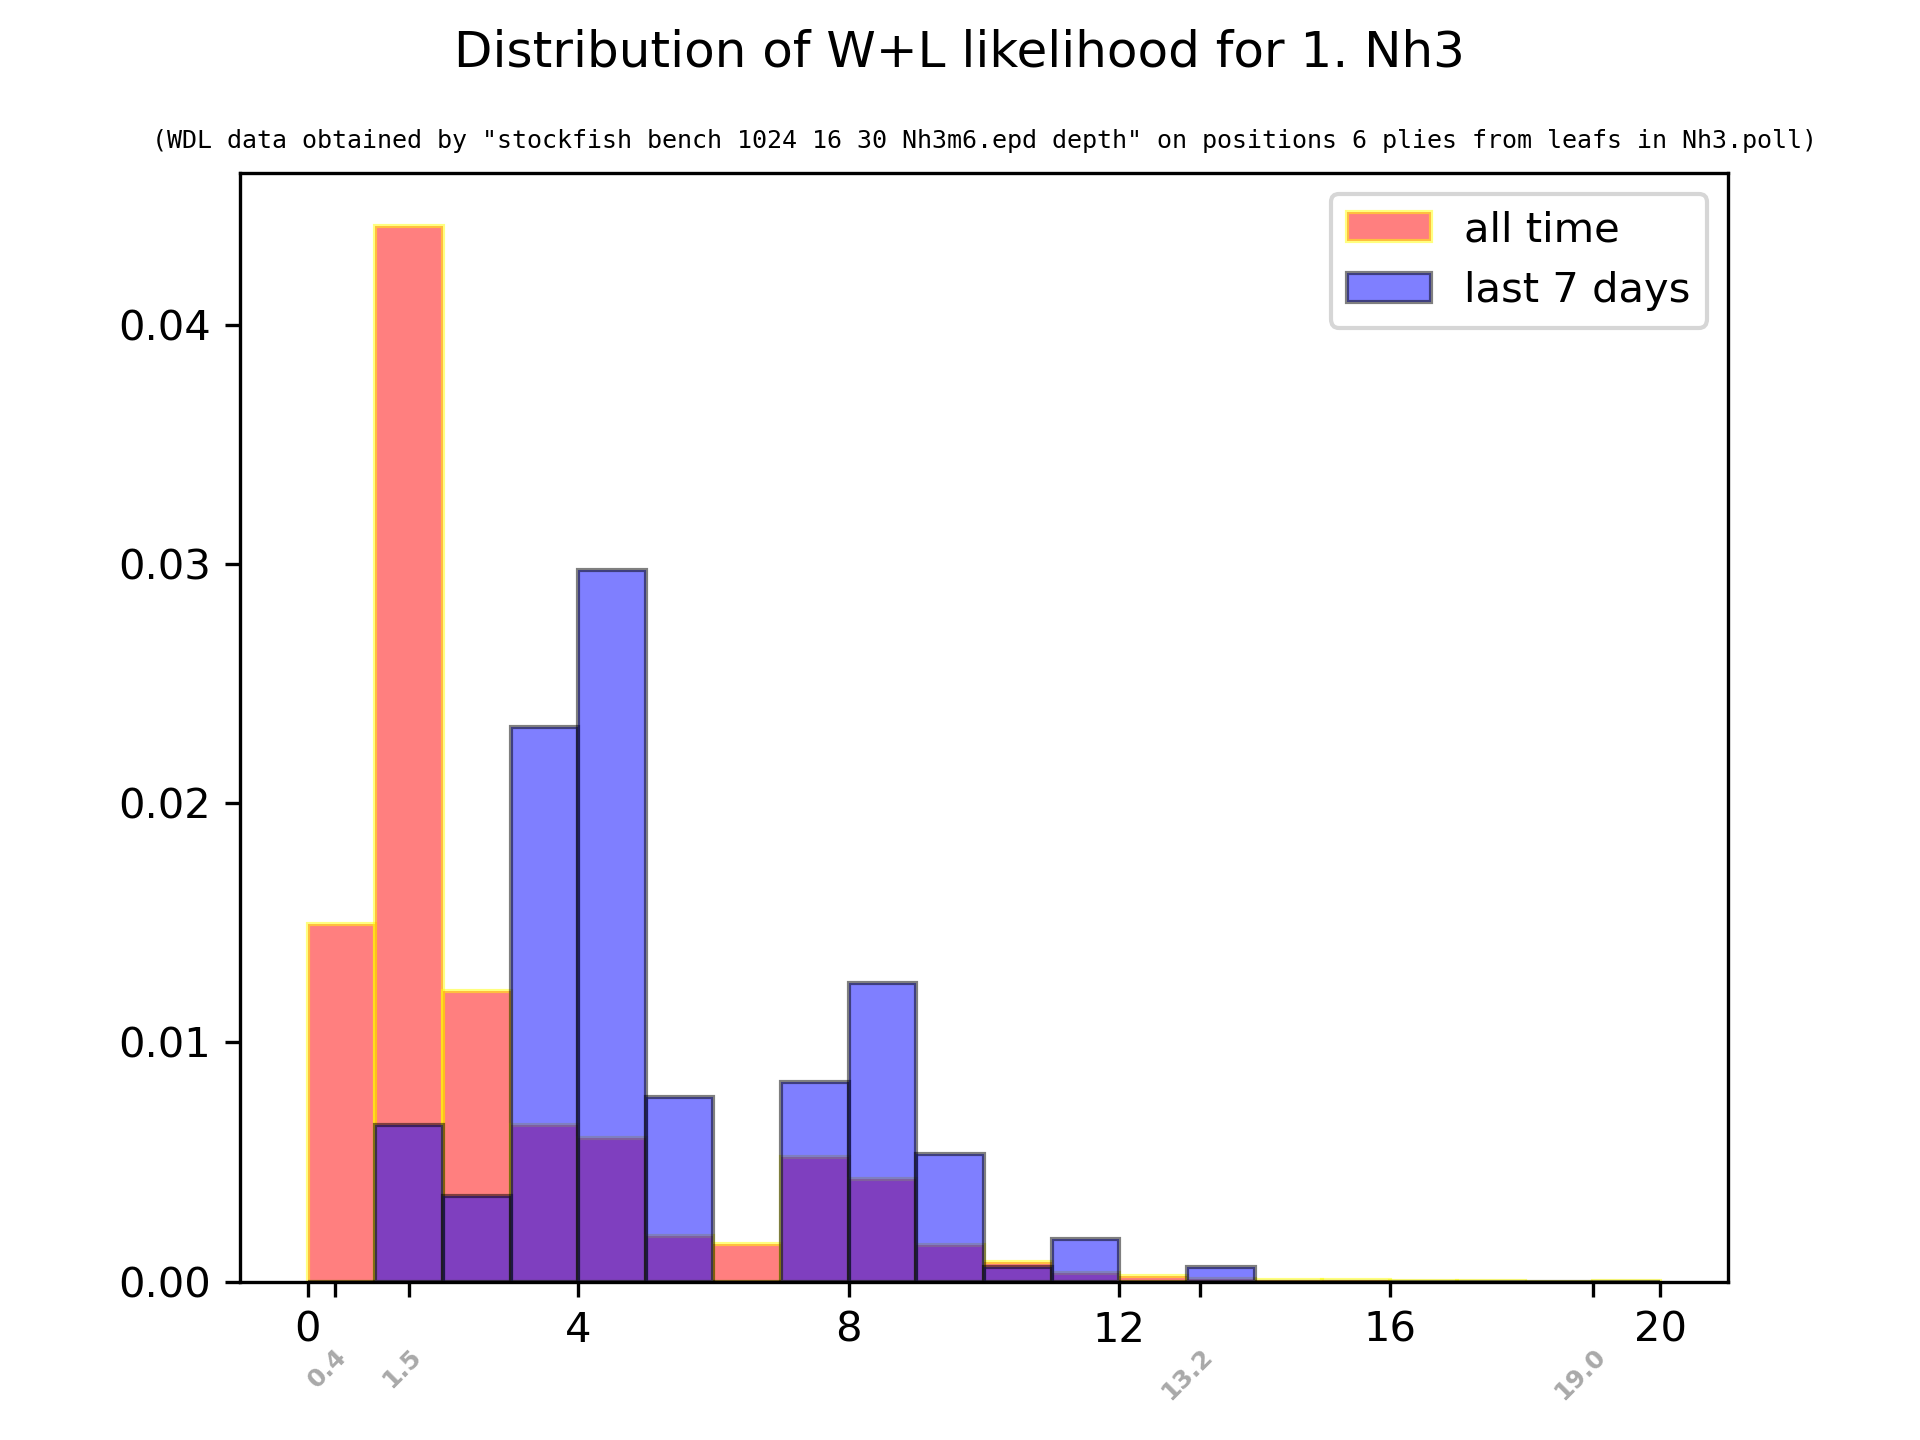 Distribution of W+L likelihood for 1. Nh3
(WDL data obtained by "stockfish bench 1024 16 30 Nh3m6.epd depth" on positions 6 plies from leafs in Nh3.poll)
all time
last 7 days
0.04
0.03
0.02
0.01
0.00
0 4 8 12 16 20
0.4 1.5 13.2 19.0